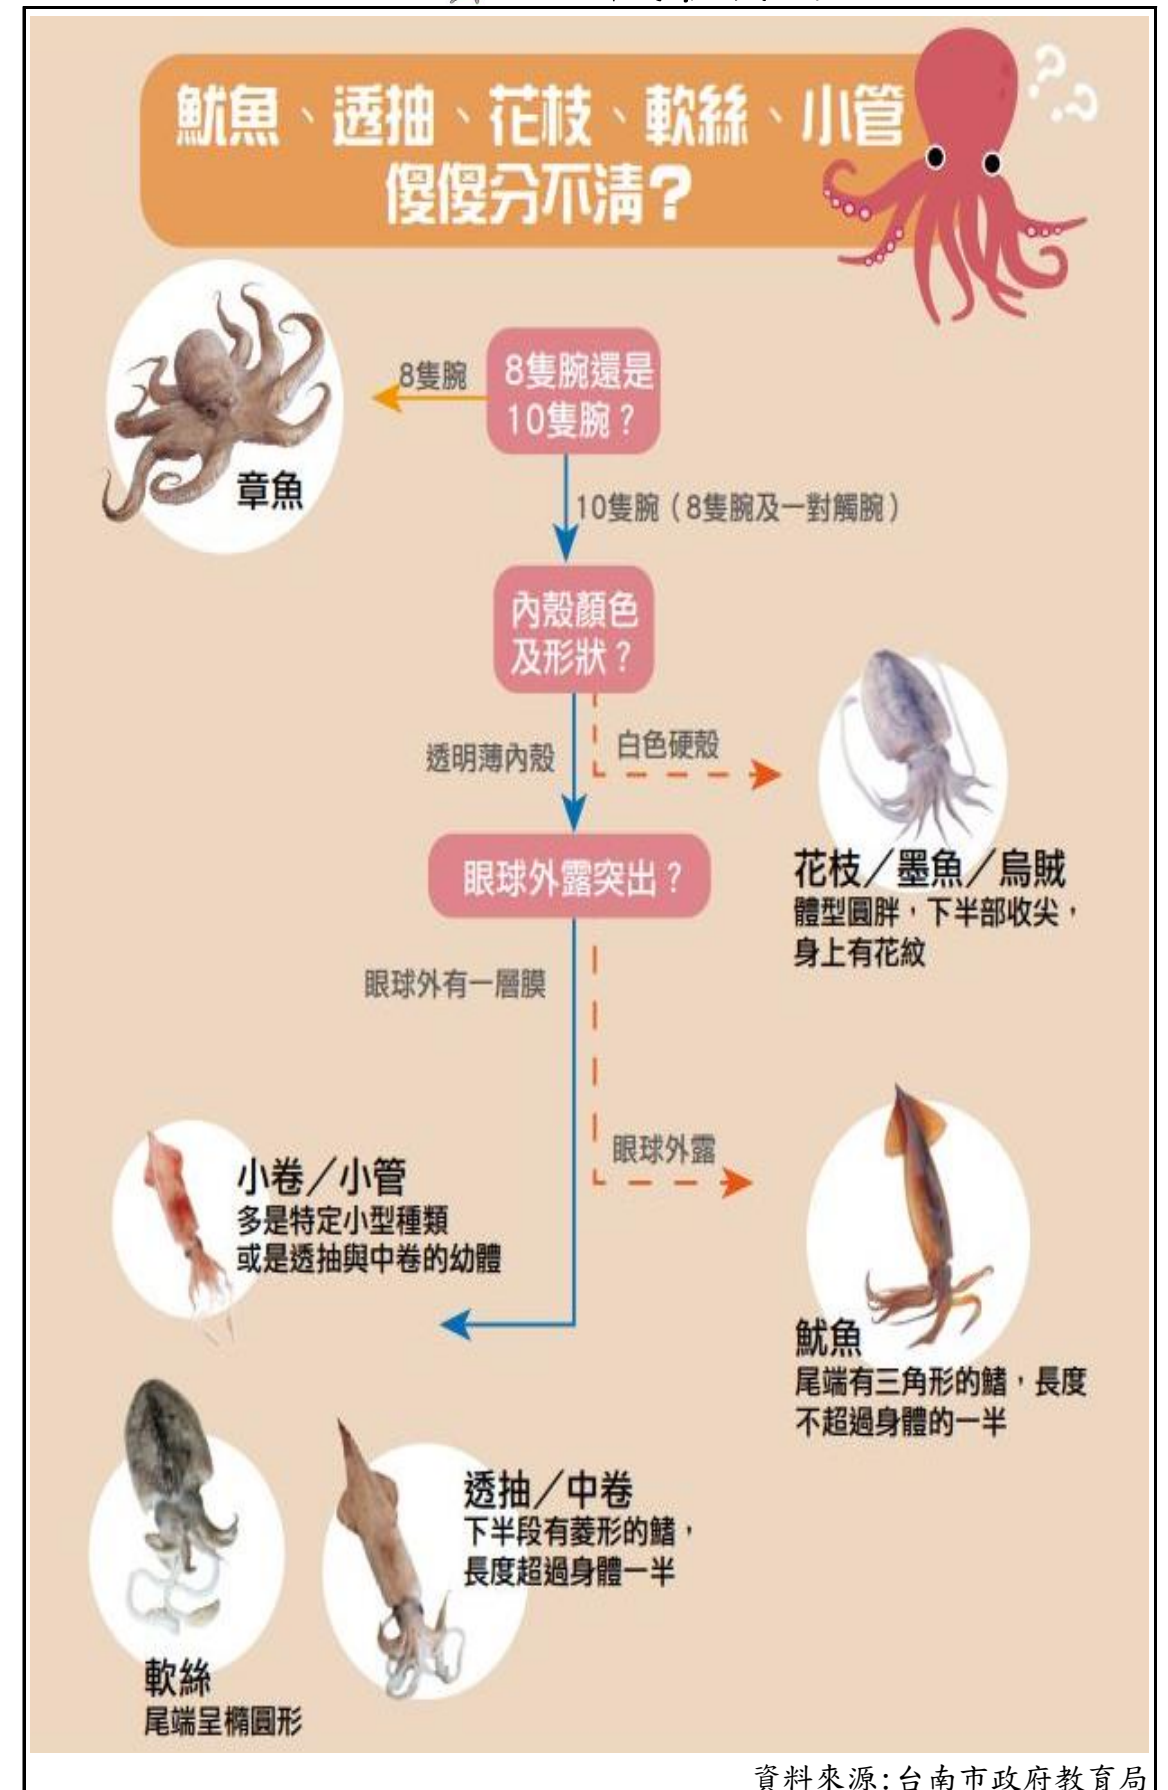 魷魚、透抽、花枝、軟絲、小管
傻傻分不清?
8隻腕還是
10隻腕?
8隻腕
章魚
10隻腕(8隻腕及一對觸腕)
內殼顏色
及形狀?
透明薄內殼
白色硬殼
花枝/墨魚/烏賊
體型圓胖,下半部收尖,
身上有花紋
眼球外露突出?
眼球外有一層膜
眼球外露
魷魚
尾端有三角形的鰭,長度
不超過身體的一半
小卷/小管
多是特定小型種類
或是透抽與中卷的幼體
透抽/中卷
下半段有菱形的鰭,
長度超過身體一半
軟絲
尾端呈橢圓形
資料來源:台南市政府教育局